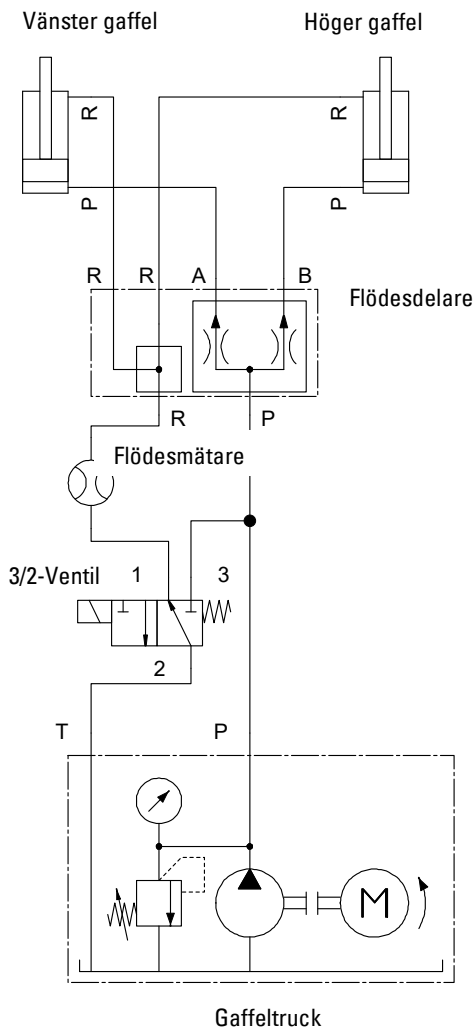 Vänster gaffel
Höger gaffel
R
R
P
P
R
R
A
B
Flödesdelare
R
P
Flödesmätare
3/2-Ventil
1
3
2
T
P
M
Gaffeltruck